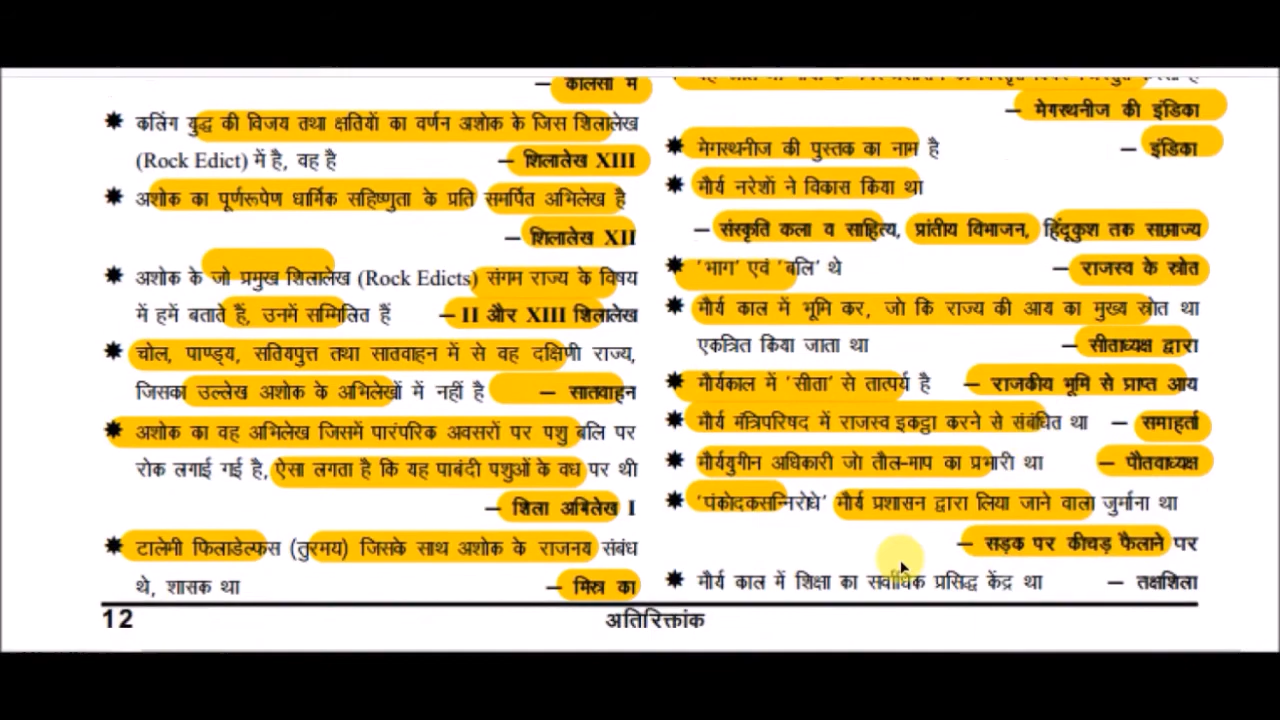 – कालसी में
✷ कलिंग युद्ध की विजय तथा क्षतियों का वर्णन अशोक के जिस शिलालेख
(Rock Edict) में है, वह है – शिलालेख XIII
✷ अशोक का पूर्णरूपेण धार्मिक सहिष्णुता के प्रति समर्पित अभिलेख है
– शिलालेख XII
✷ अशोक के जो प्रमुख शिलालेख (Rock Edicts) संगम राज्य के विषय
में हमें बताते हैं, उनमें सम्मिलित हैं – II और XIII शिलालेख
✷ चोल, पाण्ड्य, सतियपुत्त तथा सातवाहन में से वह दक्षिणी राज्य,
जिसका उल्लेख अशोक के अभिलेखों में नहीं है – सातवाहन
✷ अशोक का वह अभिलेख जिसमें पारंपरिक अवसरों पर पशु बलि पर
रोक लगाई गई है, ऐसा लगता है कि यह पाबंदी पशुओं के वध पर थी
– शिला अभिलेख I
✷ टालेमी फिलाडेल्फस (तुरमय) जिसके साथ अशोक के राजनय संबंध
थे, शासक था – मिस्र का
– मेगस्थनीज की इंडिका
✷ मेगस्थनीज की पुस्तक का नाम है – इंडिका
✷ मौर्य नरेशों ने विकास किया था
– संस्कृति कला व साहित्य, प्रांतीय विभाजन, हिंदूकुश तक साम्राज्य
✷ 'भाग' एवं 'बलि' थे – राजस्व के स्रोत
✷ मौर्य काल में भूमि कर, जो कि राज्य की आय का मुख्य स्रोत था
एकत्रित किया जाता था – सीताध्यक्ष द्वारा
✷ मौर्यकाल में 'सीता' से तात्पर्य है – राजकीय भूमि से प्राप्त आय
✷ मौर्य मंत्रिपरिषद में राजस्व इकट्ठा करने से संबंधित था – समाहर्ता
✷ मौर्ययुगीन अधिकारी जो तौल-माप का प्रभारी था – पौतवाध्यक्ष
✷ 'पंकोदकसन्निरोधे' मौर्य प्रशासन द्वारा लिया जाने वाला जुर्माना था
– सड़क पर कीचड़ फैलाने पर
✷ मौर्य काल में शिक्षा का सर्वाधिक प्रसिद्ध केंद्र था – तक्षशिला
12 अतिरिक्तांक